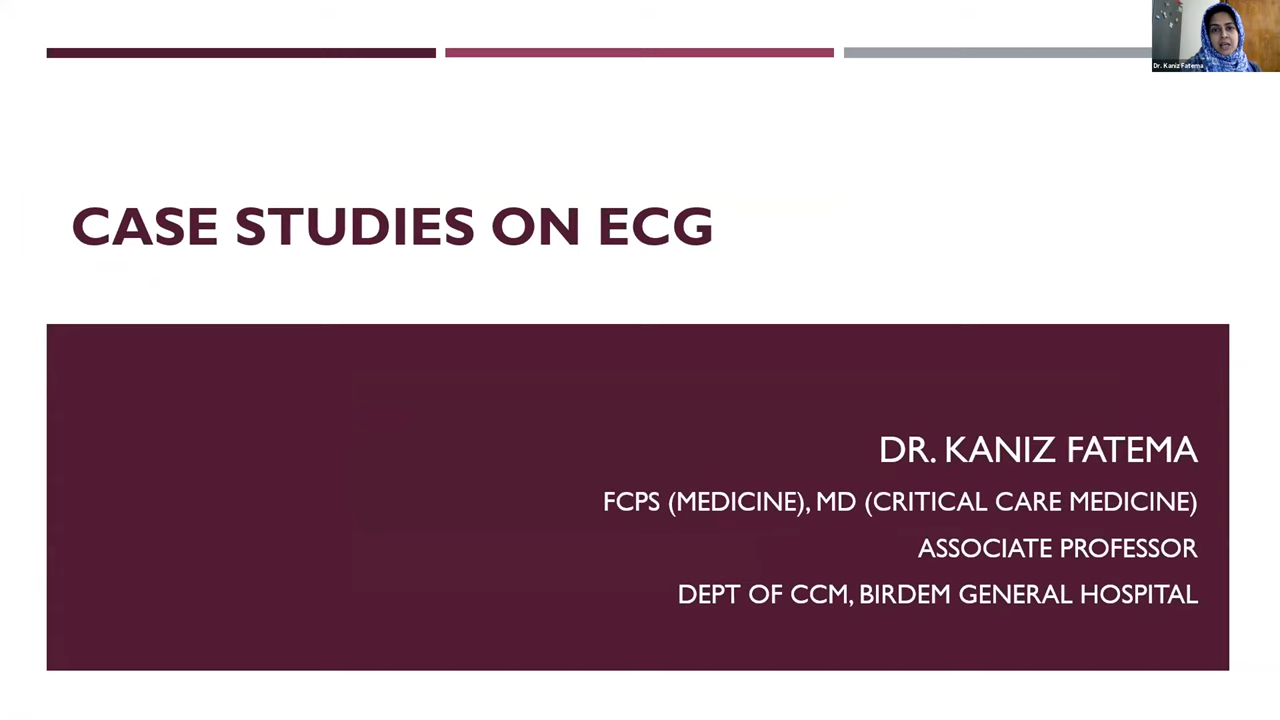 Dr. Kaniz Fatema
CASE STUDIES ON ECG
DR. KANIZ FATEMA
FCPS (MEDICINE), MD (CRITICAL CARE MEDICINE)
ASSOCIATE PROFESSOR
DEPT OF CCM, BIRDEM GENERAL HOSPITAL